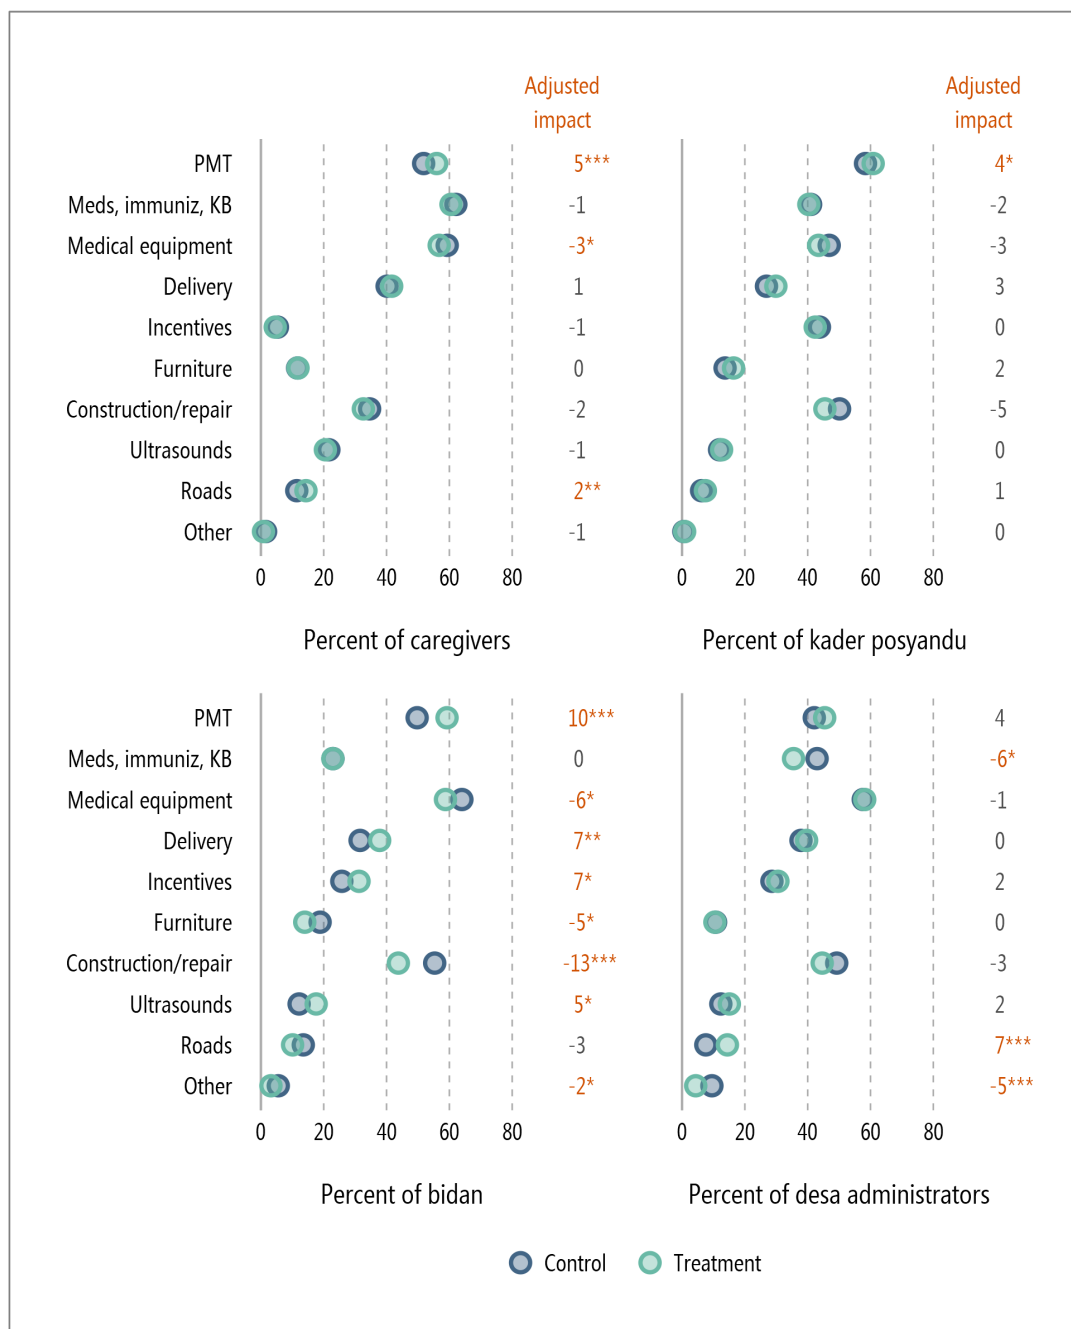 Adjusted
impact
Adjusted
impact
PMT 5*** 4*
Meds, immuniz, KB -1 -2
Medical equipment -3* -3
Delivery 1 3
Incentives -1 0
Furniture 0 2
Construction/repair -2 -5
Ultrasounds -1 0
Roads 2** 1
Other -1 0
0 20 40 60 80 0 20 40 60 80
Percent of caregivers Percent of kader posyandu
PMT 10*** 4
Meds, immuniz, KB 0 -6*
Medical equipment -6* -1
Delivery 7** 0
Incentives 7* 2
Furniture -5* 0
Construction/repair -13*** -3
Ultrasounds 5* 2
Roads -3 7***
Other -2* -5***
0 20 40 60 80 0 20 40 60 80
Percent of bidan Percent of desa administrators
Control Treatment